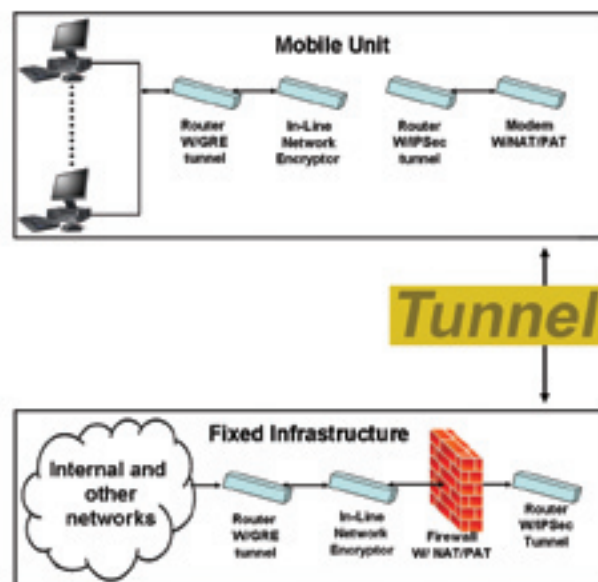 Mobile Unit
Router
W/GRE
tunnel
In-Line
Network
Encryptor
Router
W/IPSec
tunnel
Modem
W/NAT/PAT
Tunnel
Fixed Infrastructure
Internal and
other
networks
Router
W/GRE
tunnel
In-Line
Network
Encryptor
Firewall
W/ NAT/PAT
Router
W/IPSec
Tunnel